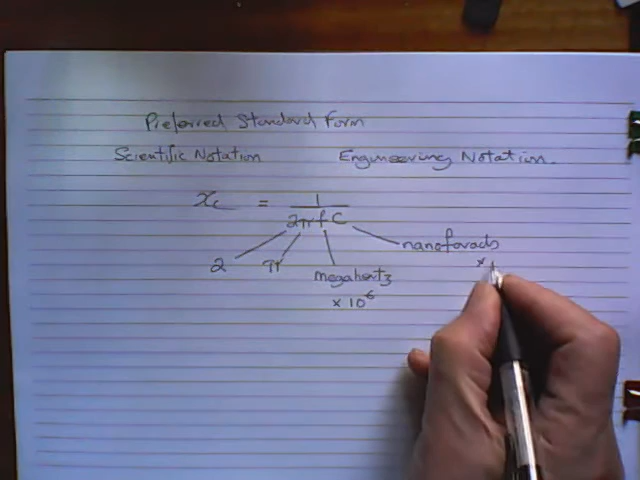 Preferred Standard Form
Scientific Notation Engineering Notation.
Xc = 1
2πfC
nanofarads
2 π megahertz ×
× 10⁶